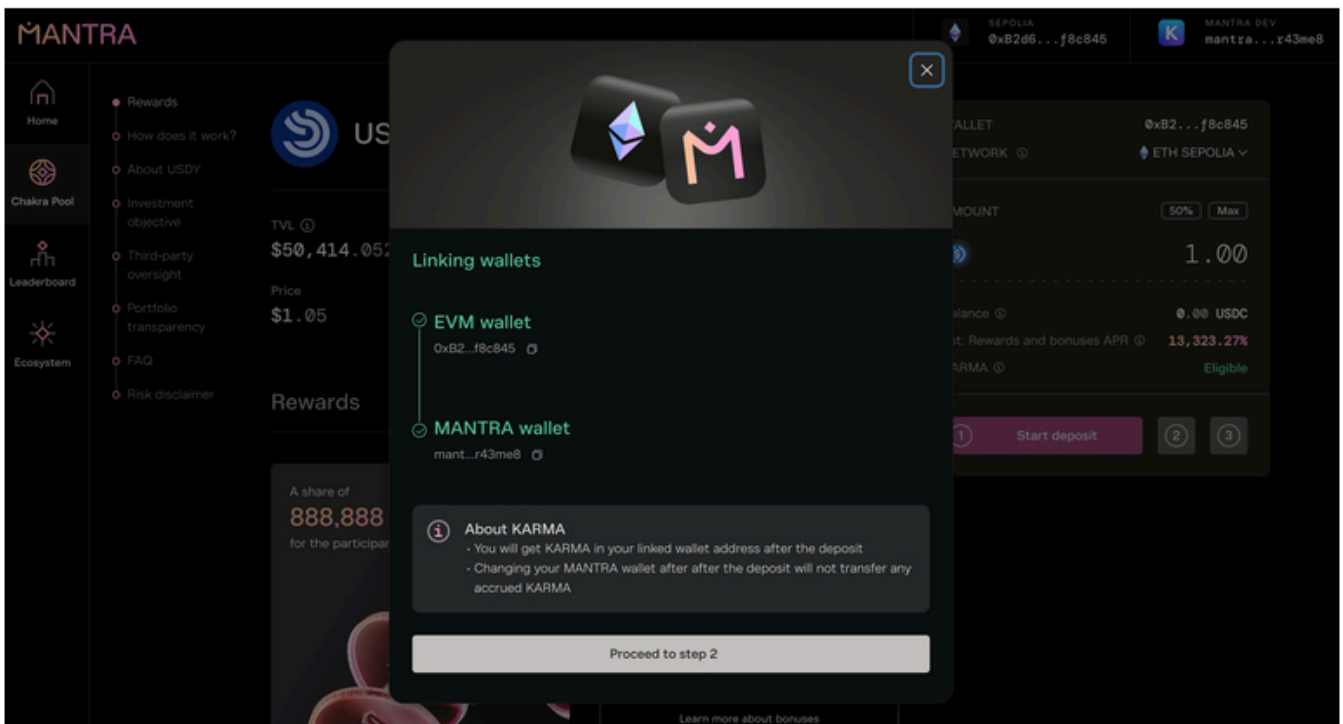 MANTRA
SEPOLIA
0xB2d6...f8c845
MANTRA DEV
mantra...r43me8
Home
Chakra Pool
Leaderboard
Ecosystem
Rewards
How does it work?
About USDY
Investment
objective
Third-party
oversight
Portfolio
transparency
FAQ
Risk disclaimer
US
TVL
$50,414.052
Price
$1.05
Rewards
A share of
888,888
for the participan
Linking wallets
EVM wallet
0xB2...f8c845
MANTRA wallet
mant...r43me8
About KARMA
- You will get KARMA in your linked wallet address after the deposit
- Changing your MANTRA wallet after after the deposit will not transfer any
accrued KARMA
Proceed to step 2
Learn more about bonuses
ALLET 0xB2...f8c845
ETWORK ETH SEPOLIA
MOUNT 50% Max
1.00
alance 0.00 USDC
st. Rewards and bonuses APR 13,323.27%
ARMA Eligible
1 Start deposit 2 3